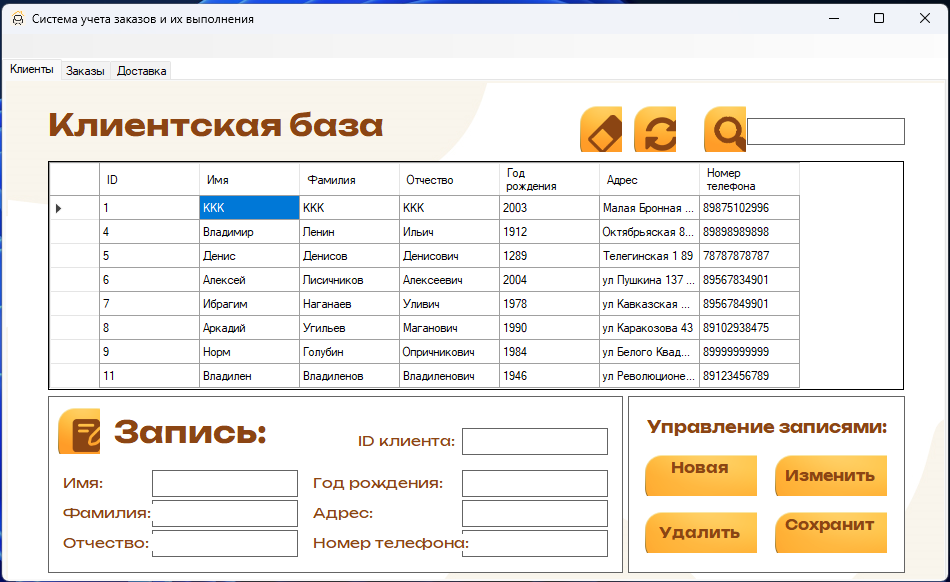 Система учета заказов и их выполнения
Клиенты Заказы Доставка
Клиентская база
ID Имя Фамилия Отчество Год рождения Адрес Номер телефона
1 KKK KKK KKK 2003 Малая Бронная ... 89875102996
4 Владимир Ленин Ильич 1912 Октябрьяская 8... 89898989898
5 Денис Денисов Денисович 1289 Телегинская 1 89 78787878787
6 Алексей Лисичников Алексеевич 2004 ул Пушкина 137 ... 89567834901
7 Ибрагим Наганаев Уливич 1978 ул Кавказская ... 89567849901
8 Аркадий Угильев Маганович 1990 ул Каракозова 43 89102938475
9 Норм Голубин Опричникович 1984 ул Белого Квад... 89999999999
11 Владилен Владиленов Владиленович 1946 ул Революционе... 89123456789
Запись:
ID клиента:
Имя: Год рождения:
Фамилия: Адрес:
Отчество: Номер телефона:
Управление записями:
Новая Изменить
Удалить Сохранит